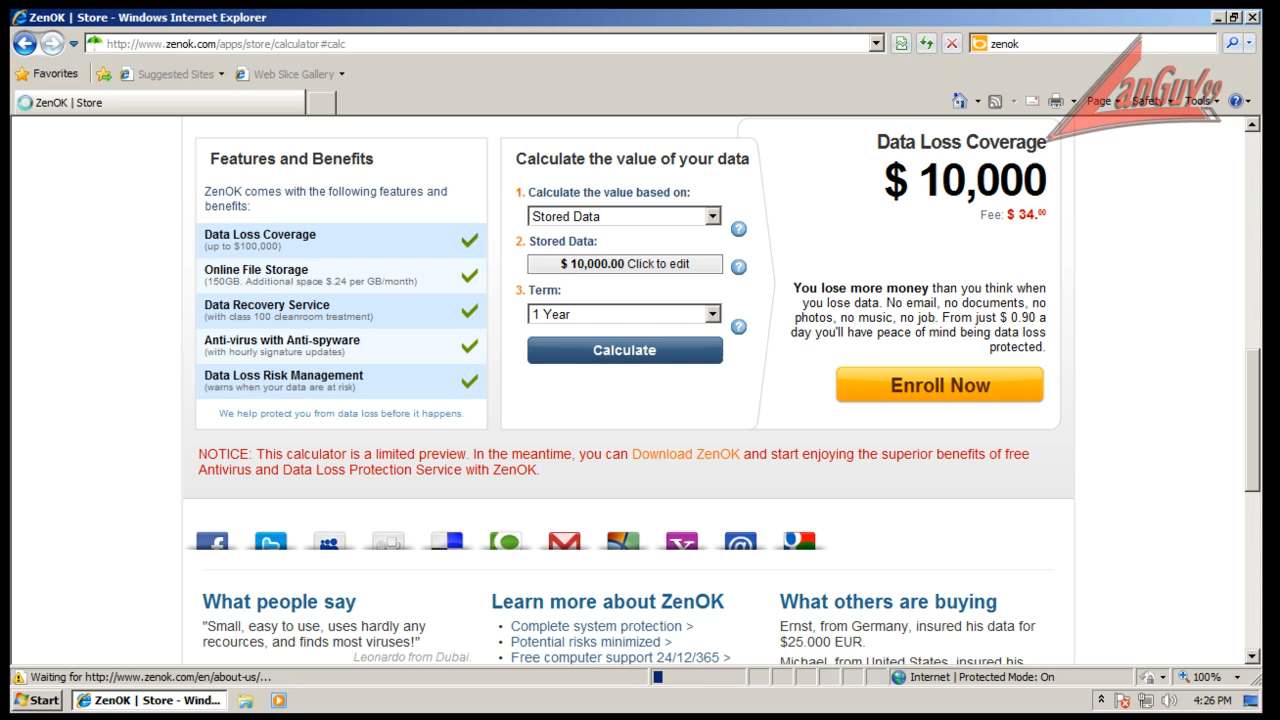 ZenOK | Store - Windows Internet Explorer
http://www.zenok.com/apps/store/calculator#calc
zenok
Favorites
Suggested Sites
Web Slice Gallery
ZenOK | Store
Page
Safety
Tools
anGuy99
Features and Benefits
ZenOK comes with the following features and
benefits:
Data Loss Coverage
(up to $100,000)
Online File Storage
(150GB. Additional space $.24 per GB/month)
Data Recovery Service
(with class 100 cleanroom treatment)
Anti-virus with Anti-spyware
(with hourly signature updates)
Data Loss Risk Management
(warns when your data are at risk)
We help protect you from data loss before it happens.
Calculate the value of your data
1. Calculate the value based on:
Stored Data
2. Stored Data:
$ 10,000.00 Click to edit
3. Term:
1 Year
Calculate
Data Loss Coverage
$ 10,000
Fee: $ 34.00
You lose more money than you think when
you lose data. No email, no documents, no
photos, no music, no job. From just $ 0.90 a
day you'll have peace of mind being data loss
protected.
Enroll Now
NOTICE: This calculator is a limited preview. In the meantime, you can Download ZenOK and start enjoying the superior benefits of free
Antivirus and Data Loss Protection Service with ZenOK.
What people say
"Small, easy to use, uses hardly any
recources, and finds most viruses!"
Leonardo from Dubai.
Learn more about ZenOK
• Complete system protection >
• Potential risks minimized >
• Free computer support 24/12/365 >
What others are buying
Ernst, from Germany, insured his data for
$25.000 EUR.
Michael, from United States, insured his
Waiting for http://www.zenok.com/en/about-us/...
Internet | Protected Mode: On
100%
Start
ZenOK | Store - Wind...
4:26 PM